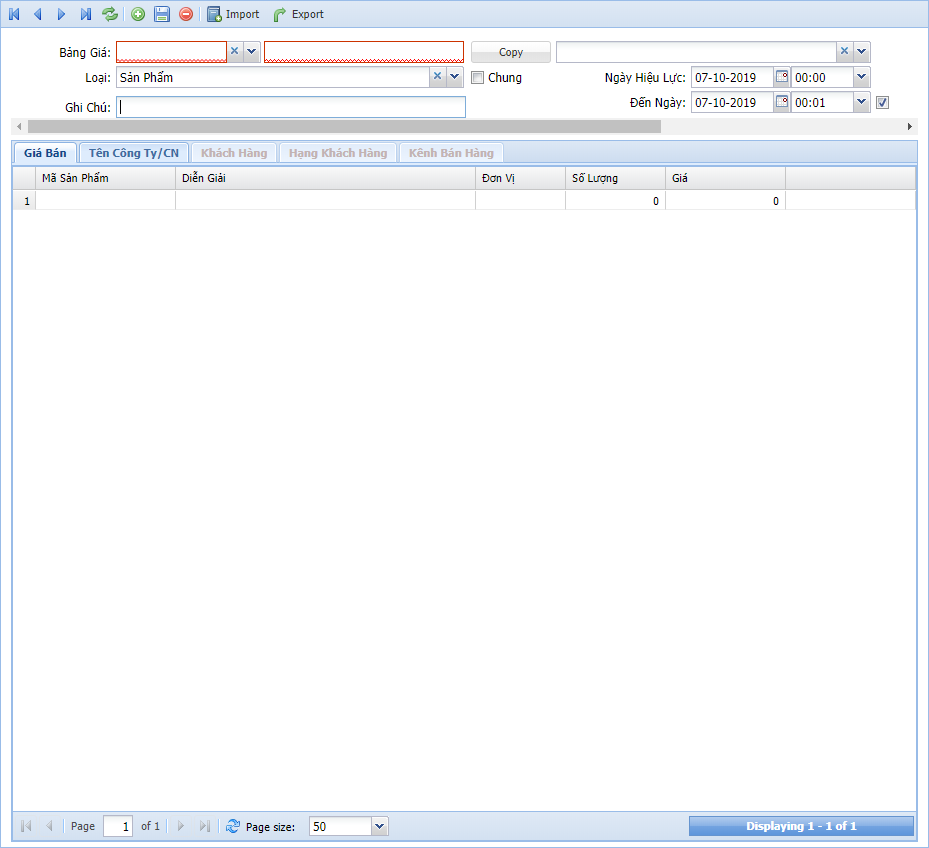 Import Export
Bảng Giá: Copy
Loại: Sản Phẩm Chung Ngày Hiệu Lực: 07-10-2019 00:00
Ghi Chú: Đến Ngày: 07-10-2019 00:01
Giá Bán Tên Công Ty/CN Khách Hàng Hạng Khách Hàng Kênh Bán Hàng
Mã Sản Phẩm Diễn Giải Đơn Vị Số Lượng Giá
1 0 0
Page 1 of 1 Page size: 50 Displaying 1 - 1 of 1